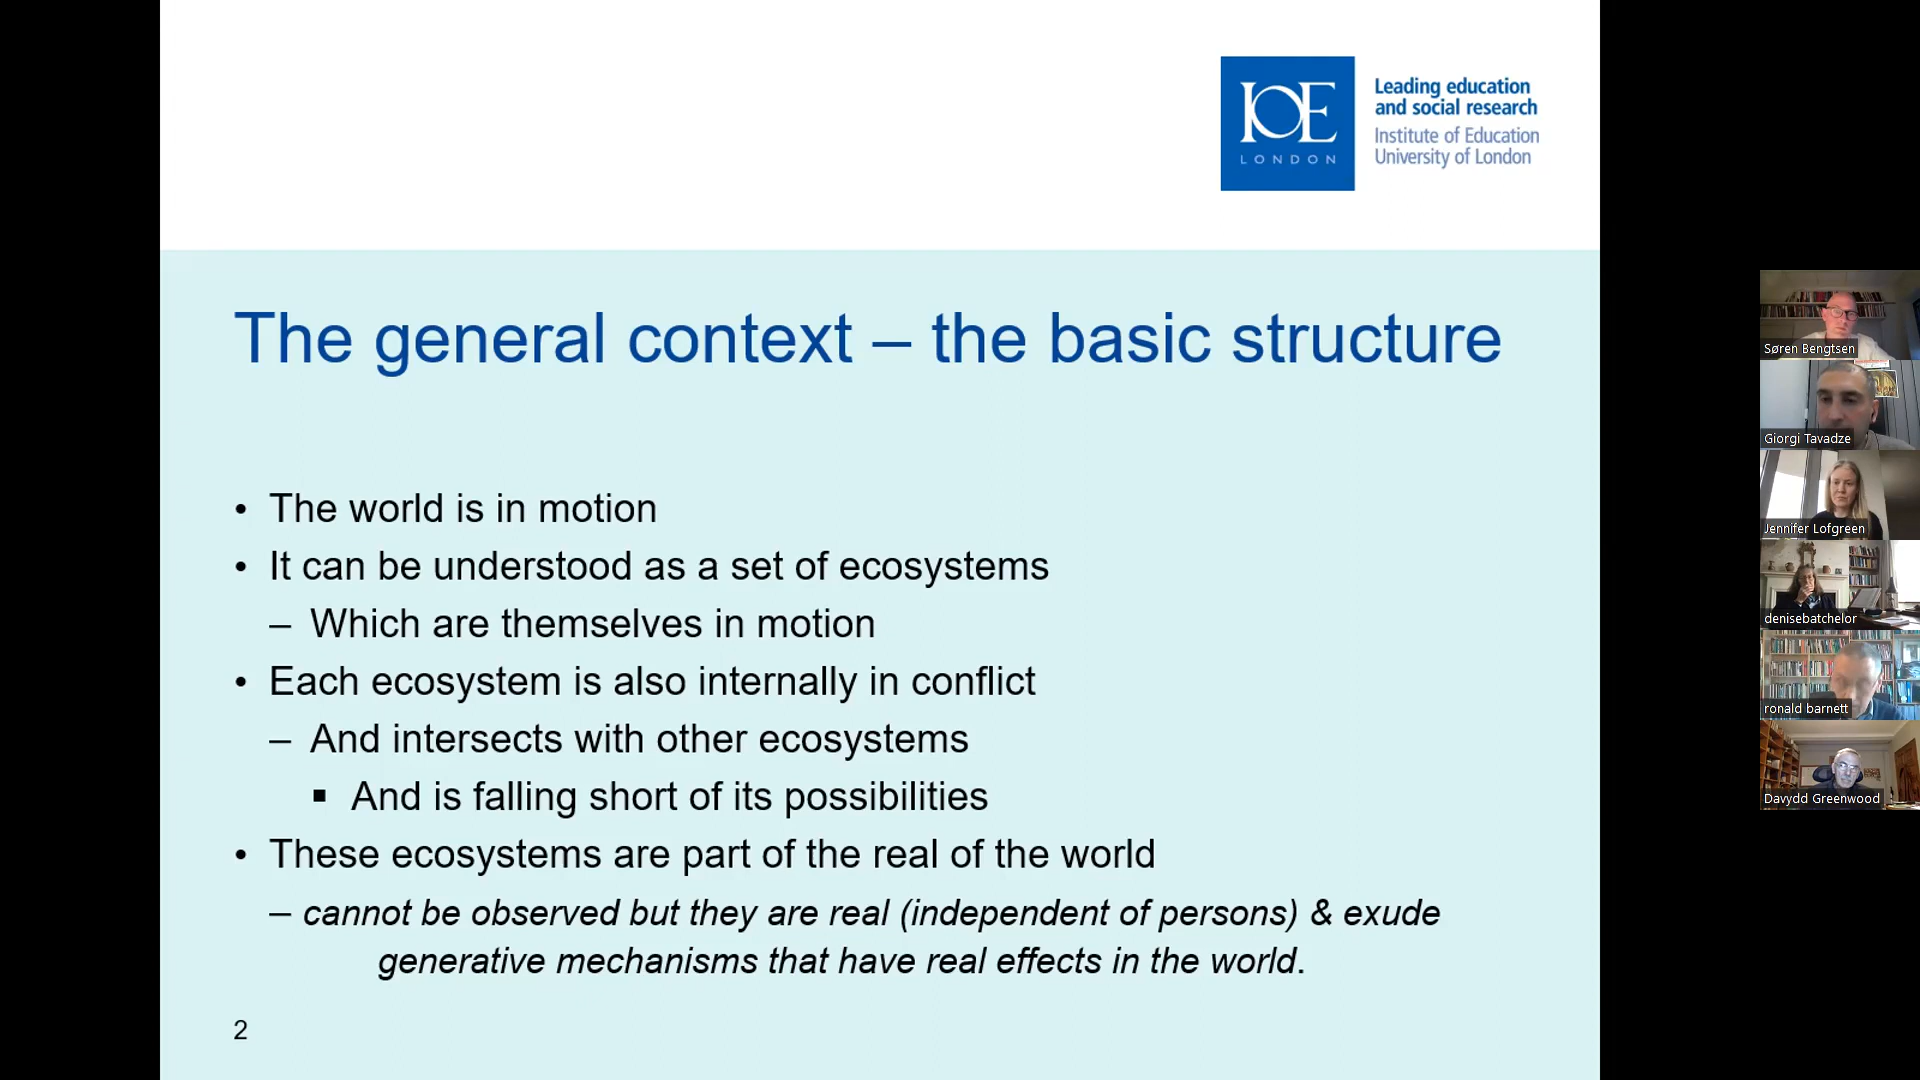 IOE
LONDON
Leading education
and social research
Institute of Education
University of London
The general context – the basic structure
• The world is in motion
• It can be understood as a set of ecosystems
– Which are themselves in motion
• Each ecosystem is also internally in conflict
– And intersects with other ecosystems
▪ And is falling short of its possibilities
• These ecosystems are part of the real of the world
– cannot be observed but they are real (independent of persons) & exude
generative mechanisms that have real effects in the world.
2
Søren Bengtsen
Giorgi Tavadze
Jennifer Lofgreen
denisebatchelor
ronald barnett
Davydd Greenwood